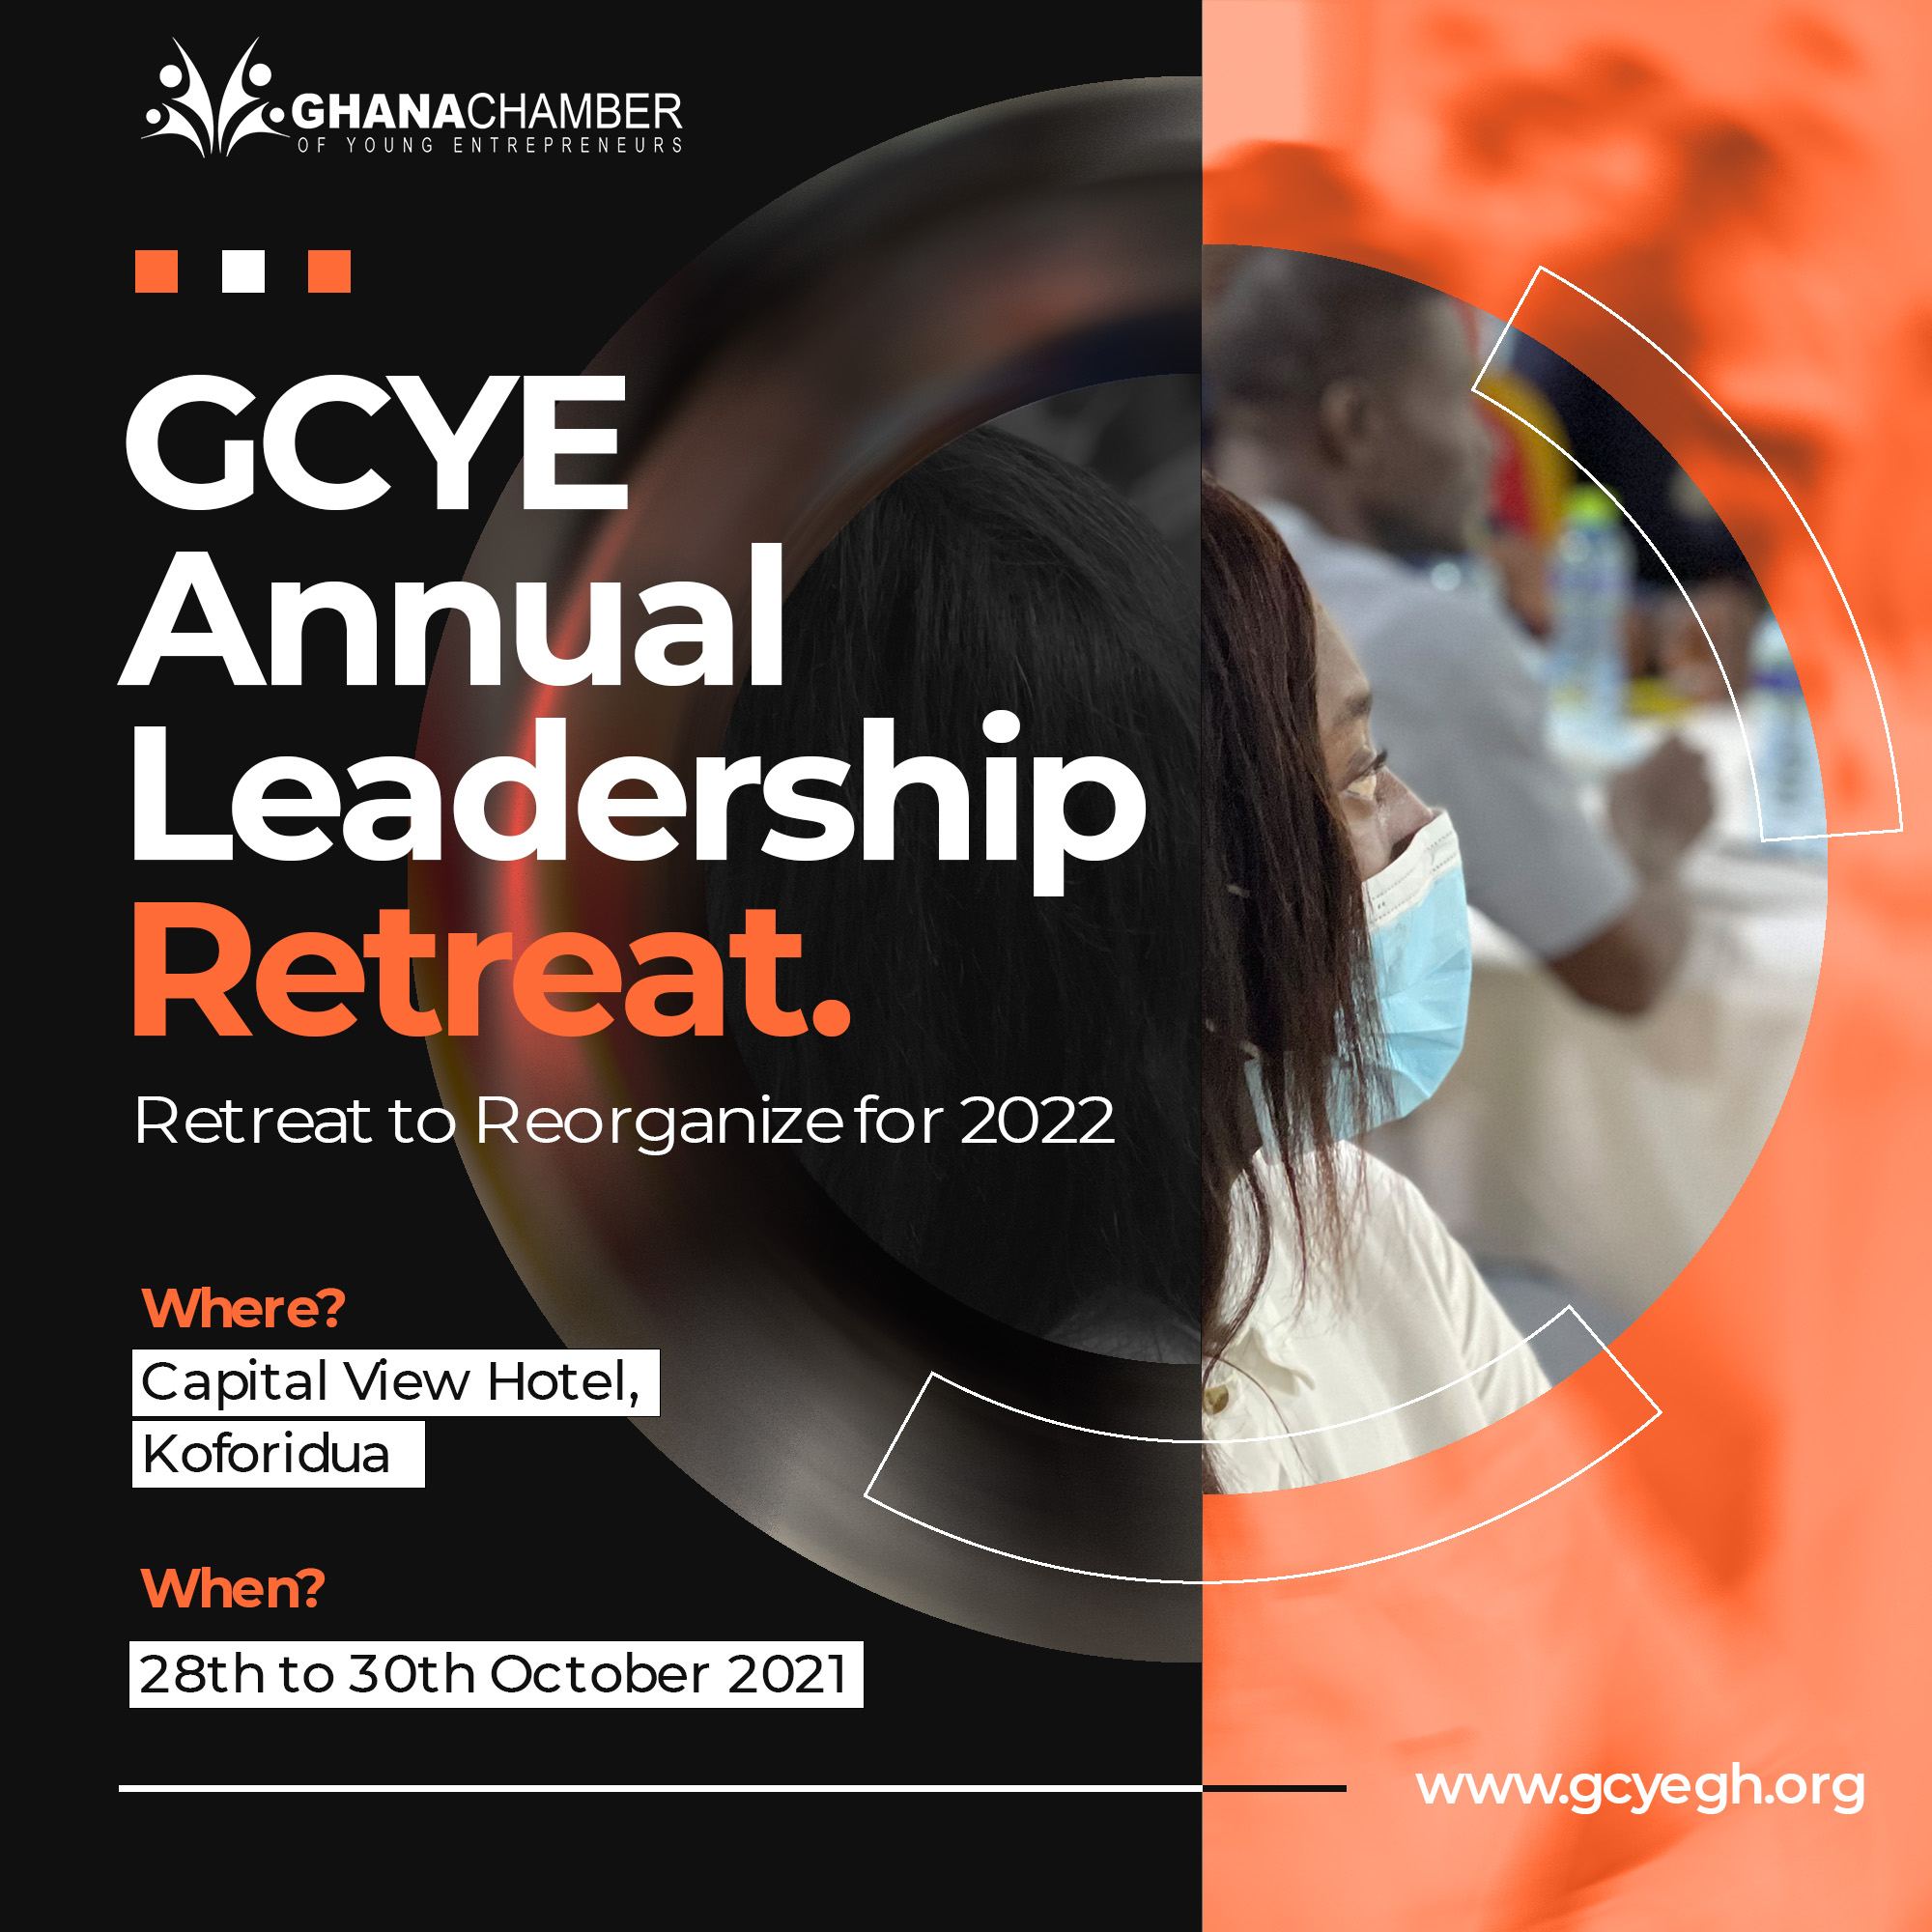 GHANACHAMBER
OF YOUNG ENTREPRENEURS
GCYE
Annual
Leadership
Retreat.
Retreat to Reorganize for 2022
Where?
Capital View Hotel,
Koforidua
When?
28th to 30th October 2021
www.gcyegh.org